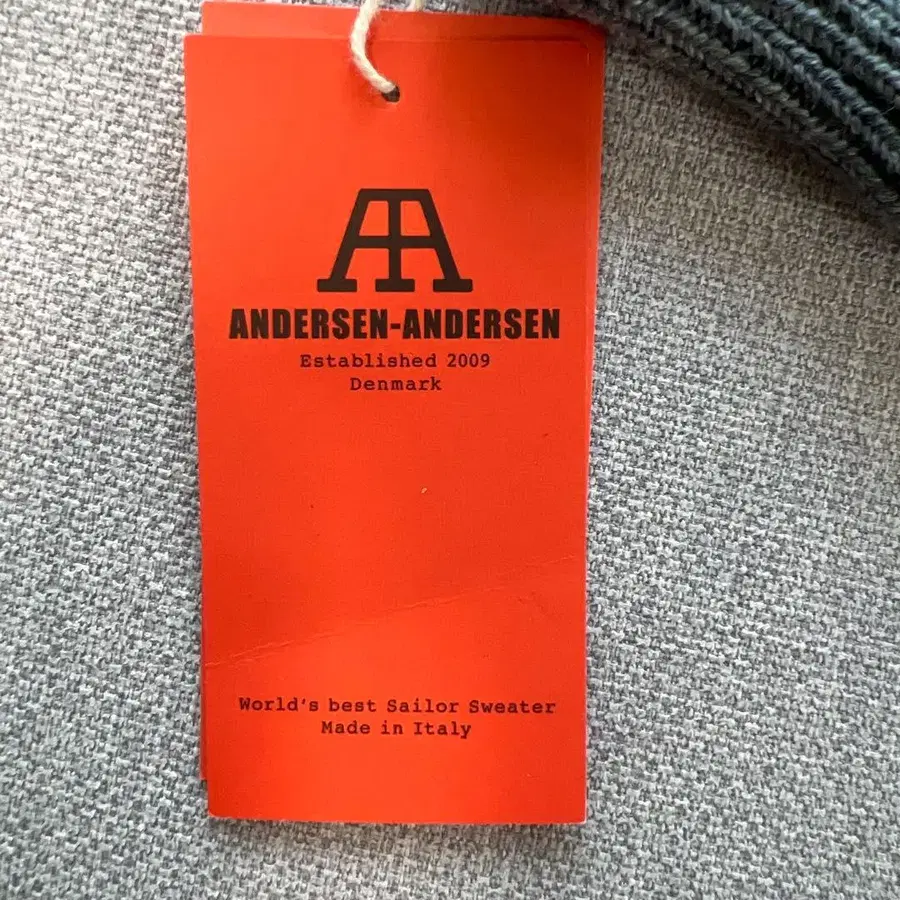 ANDERSEN-ANDERSEN
Established 2009
Denmark
World's best Sailor Sweater
Made in Italy